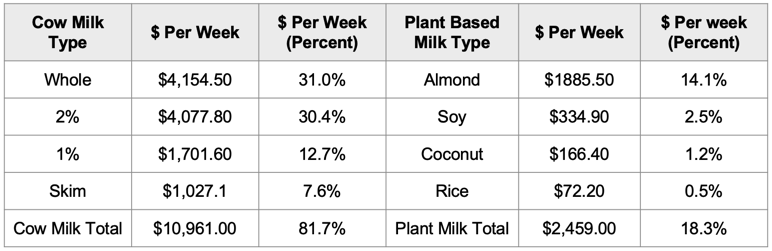 Cow Milk Type $ Per Week $ Per Week (Percent) Plant Based Milk Type $ Per Week $ Per week (Percent)
Whole $4,154.50 31.0% Almond $1885.50 14.1%
2% $4,077.80 30.4% Soy $334.90 2.5%
1% $1,701.60 12.7% Coconut $166.40 1.2%
Skim $1,027.1 7.6% Rice $72.20 0.5%
Cow Milk Total $10,961.00 81.7% Plant Milk Total $2,459.00 18.3%